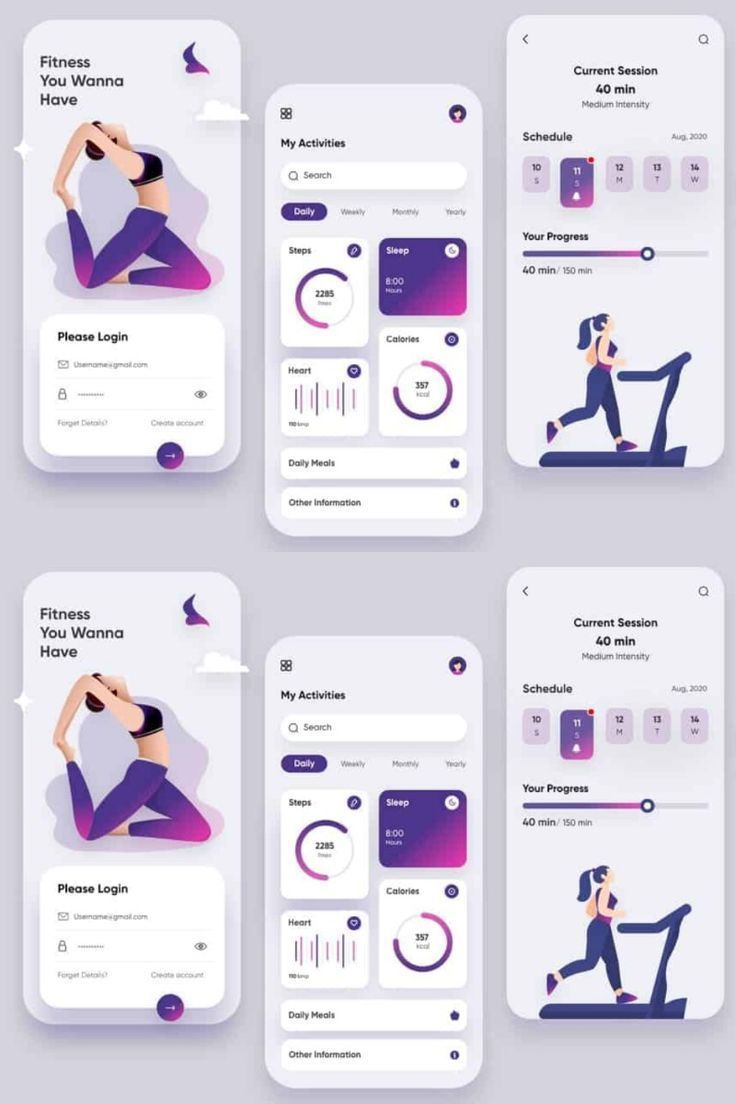 Fitness
You Wanna
Have
Please Login
Username@gmail.com
Forget Details? Create account
My Activities
Search
Daily Weekly Monthly Yearly
Steps
2285
Sleep
8:00
Hours
Calories
357
kcal
Heart
110
Daily Meals
Other Information
Current Session
40 min
Medium Intensity
Schedule Aug, 2020
10 11 12 13 14
S S M T W
Your Progress
40 min/ 150 min
Fitness
You Wanna
Have
Please Login
Username@gmail.com
Forget Details? Create account
My Activities
Search
Daily Weekly Monthly Yearly
Steps
2285
Sleep
8:00
Hours
Calories
357
kcal
Heart
110
Daily Meals
Other Information
Current Session
40 min
Medium Intensity
Schedule Aug, 2020
10 11 12 13 14
S S M T W
Your Progress
40 min/ 150 min